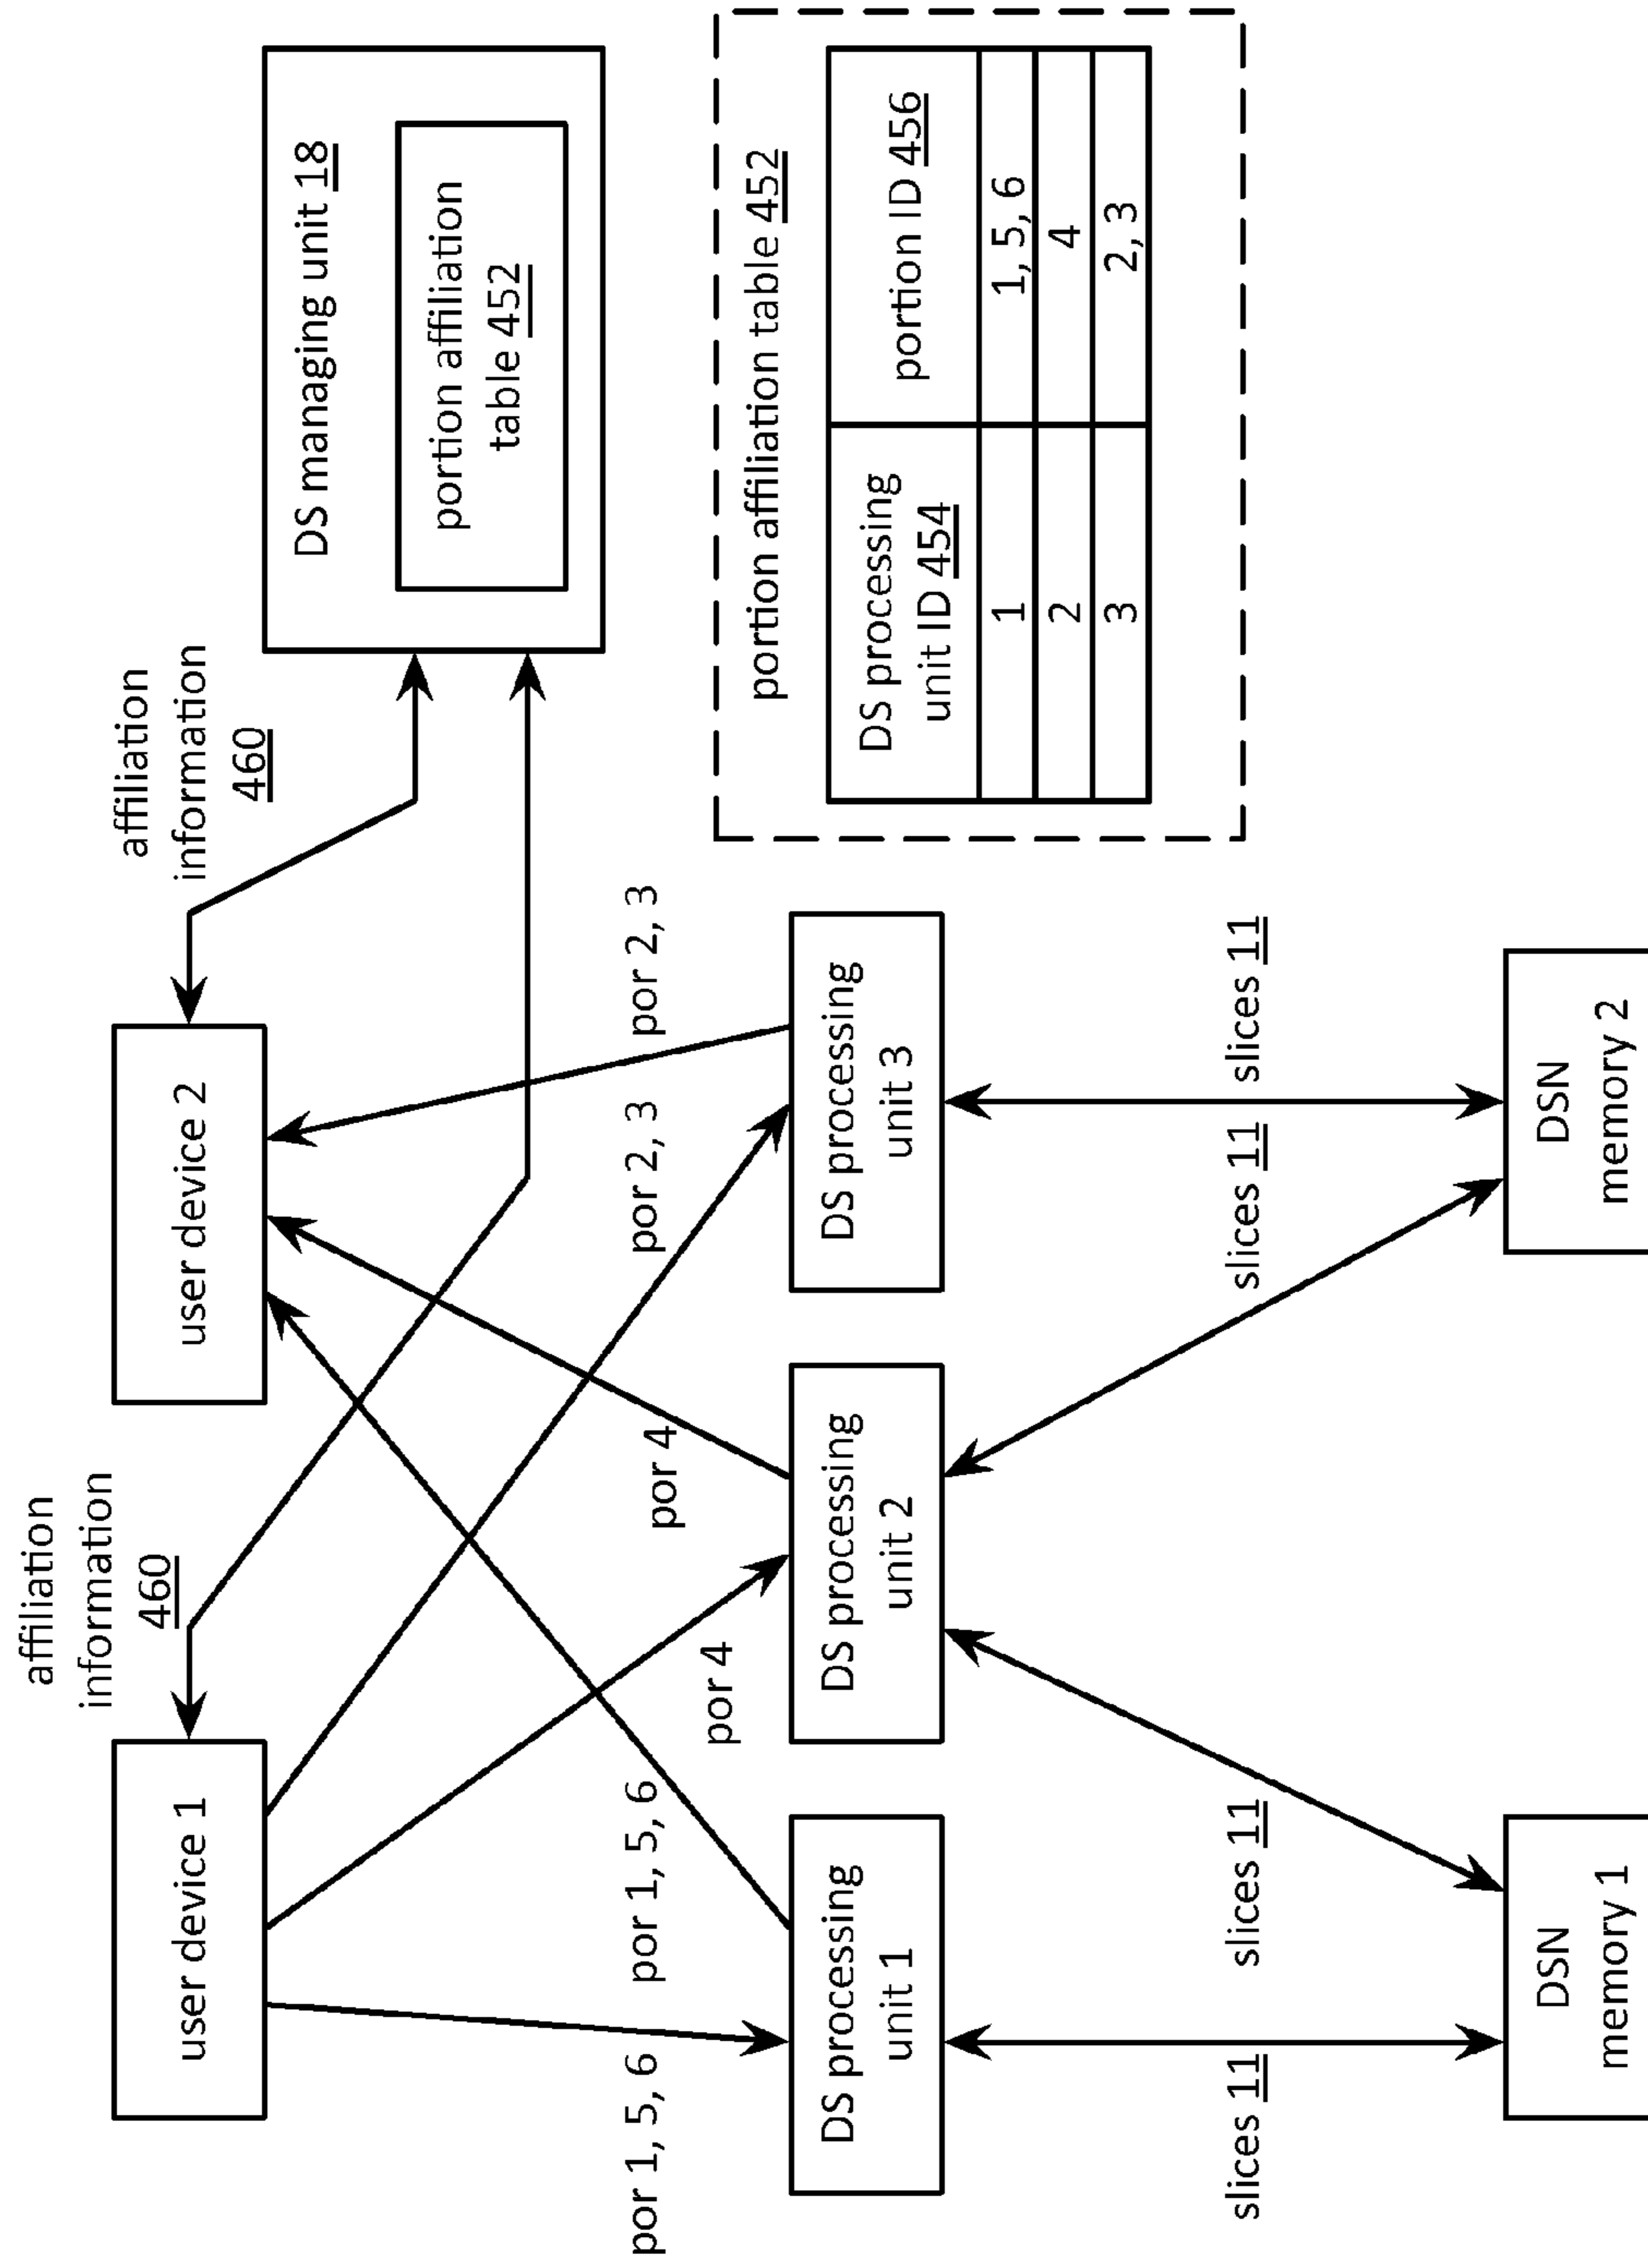 affiliation
information
460
affiliation
information
460
user device 1
user device 2
DS managing unit 18
portion affiliation
table 452
por 1, 5, 6
por 1, 5, 6
por 4
por 4
por 2, 3
por 2, 3
DS processing
unit 1
DS processing
unit 2
DS processing
unit 3
portion affiliation table 452
DS processing
unit ID 454
portion ID 456
1
1, 5, 6
2
4
3
2, 3
slices 11
slices 11
slices 11
slices 11
DSN
memory 1
DSN
memory 2